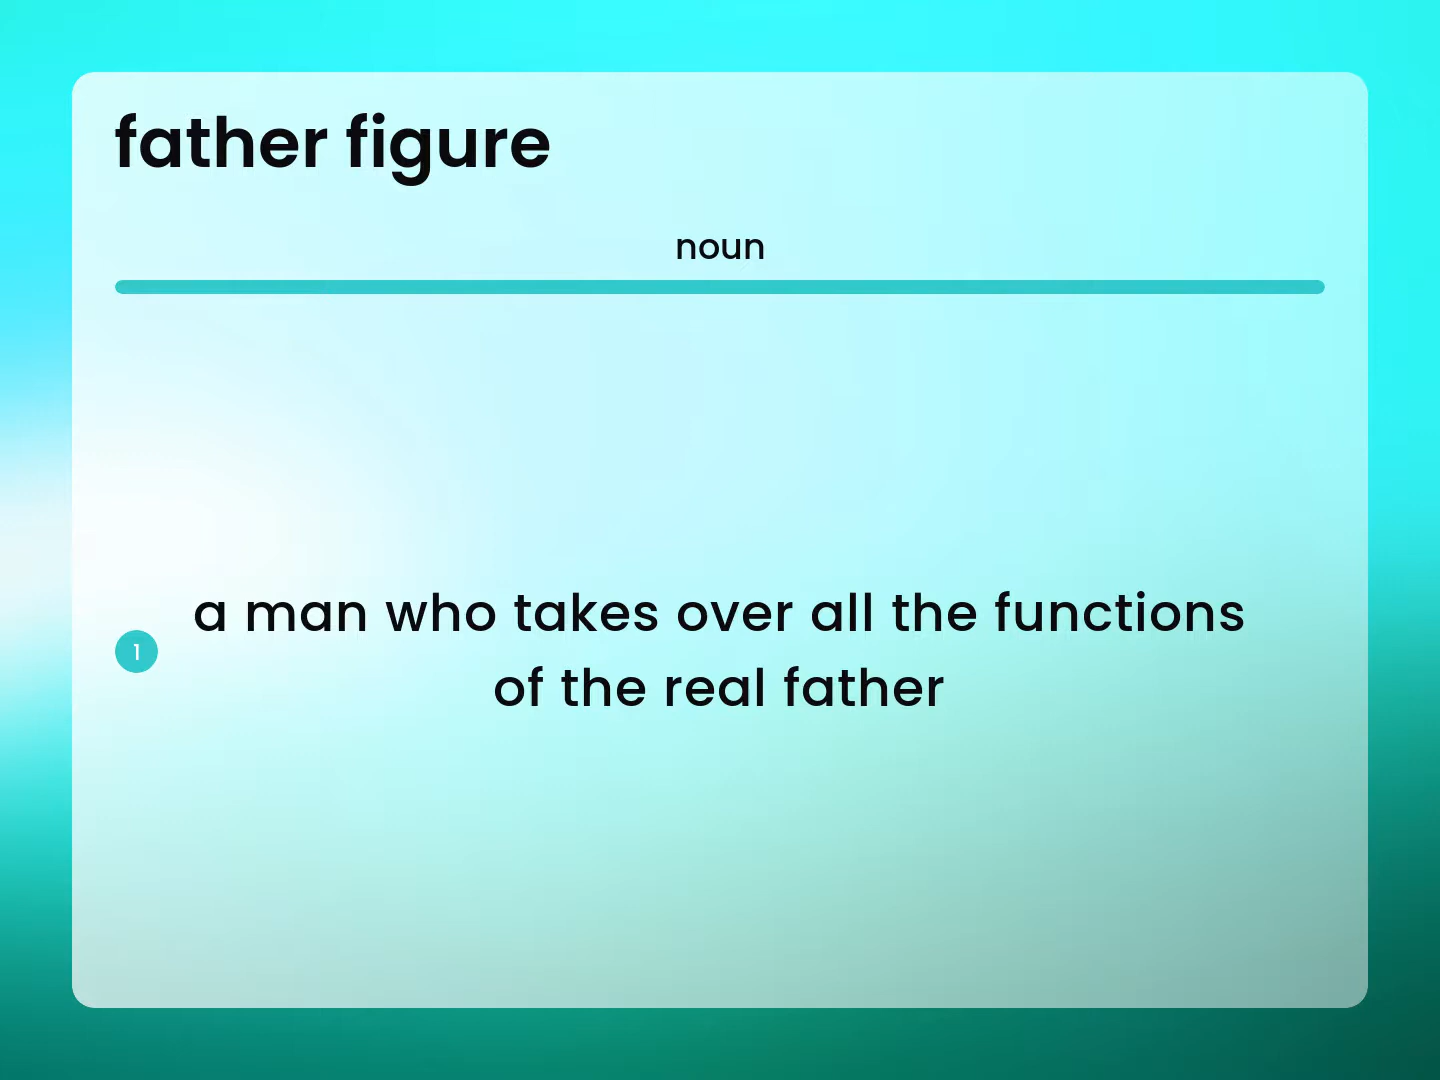 father figure
noun
a man who takes over all the functions
1
of the real father